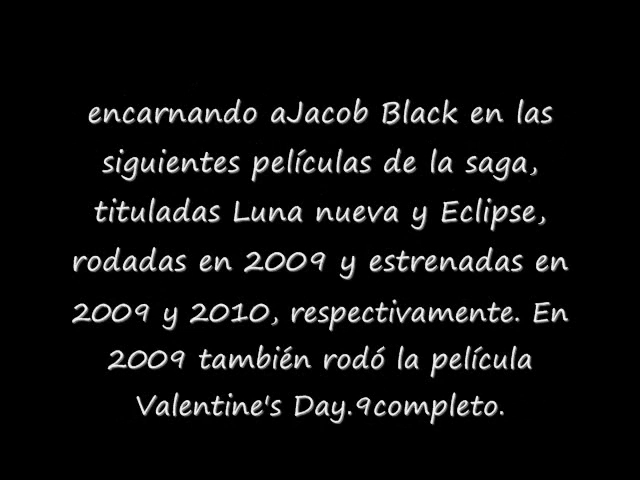 encarnando aJacob Black en las
siguientes películas de la saga,
tituladas Luna nueva y Eclipse,
rodadas en 2009 y estrenadas en
2009 y 2010, respectivamente. En
2009 también rodó la película
Valentine's Day.9completo.